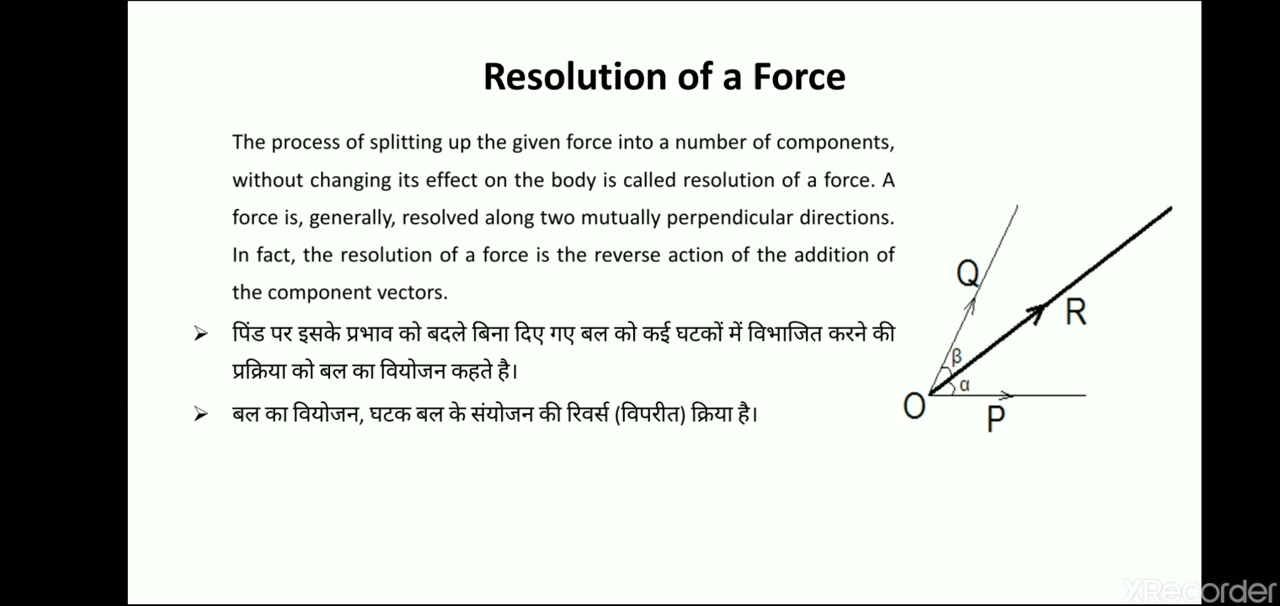 Resolution of a Force
The process of splitting up the given force into a number of components,
without changing its effect on the body is called resolution of a force. A
force is, generally, resolved along two mutually perpendicular directions.
In fact, the resolution of a force is the reverse action of the addition of
the component vectors.
➢ पिंड पर इसके प्रभाव को बदले बिना दिए गए बल को कई घटकों में विभाजित करने की
प्रक्रिया को बल का वियोजन कहते है।
➢ बल का वियोजन, घटक बल के संयोजन की रिवर्स (विपरीत) क्रिया है।
Q
R
β
α
O
P
XRecorder